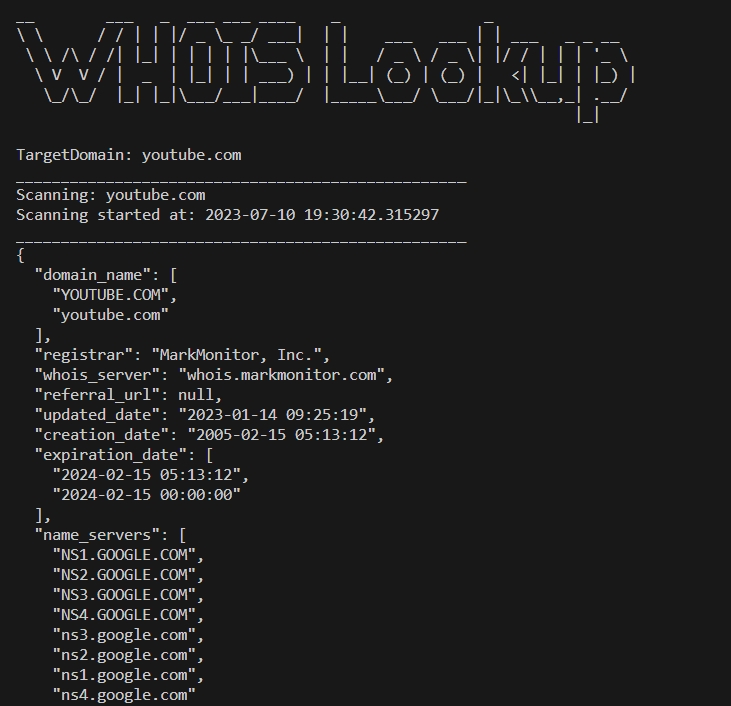 WHOIS Lookup
TargetDomain: youtube.com
__________________________________________________
Scanning: youtube.com
Scanning started at: 2023-07-10 19:30:42.315297
__________________________________________________
{
  "domain_name": [
    "YOUTUBE.COM",
    "youtube.com"
  ],
  "registrar": "MarkMonitor, Inc.",
  "whois_server": "whois.markmonitor.com",
  "referral_url": null,
  "updated_date": "2023-01-14 09:25:19",
  "creation_date": "2005-02-15 05:13:12",
  "expiration_date": [
    "2024-02-15 05:13:12",
    "2024-02-15 00:00:00"
  ],
  "name_servers": [
    "NS1.GOOGLE.COM",
    "NS2.GOOGLE.COM",
    "NS3.GOOGLE.COM",
    "NS4.GOOGLE.COM",
    "ns3.google.com",
    "ns2.google.com",
    "ns1.google.com",
    "ns4.google.com"